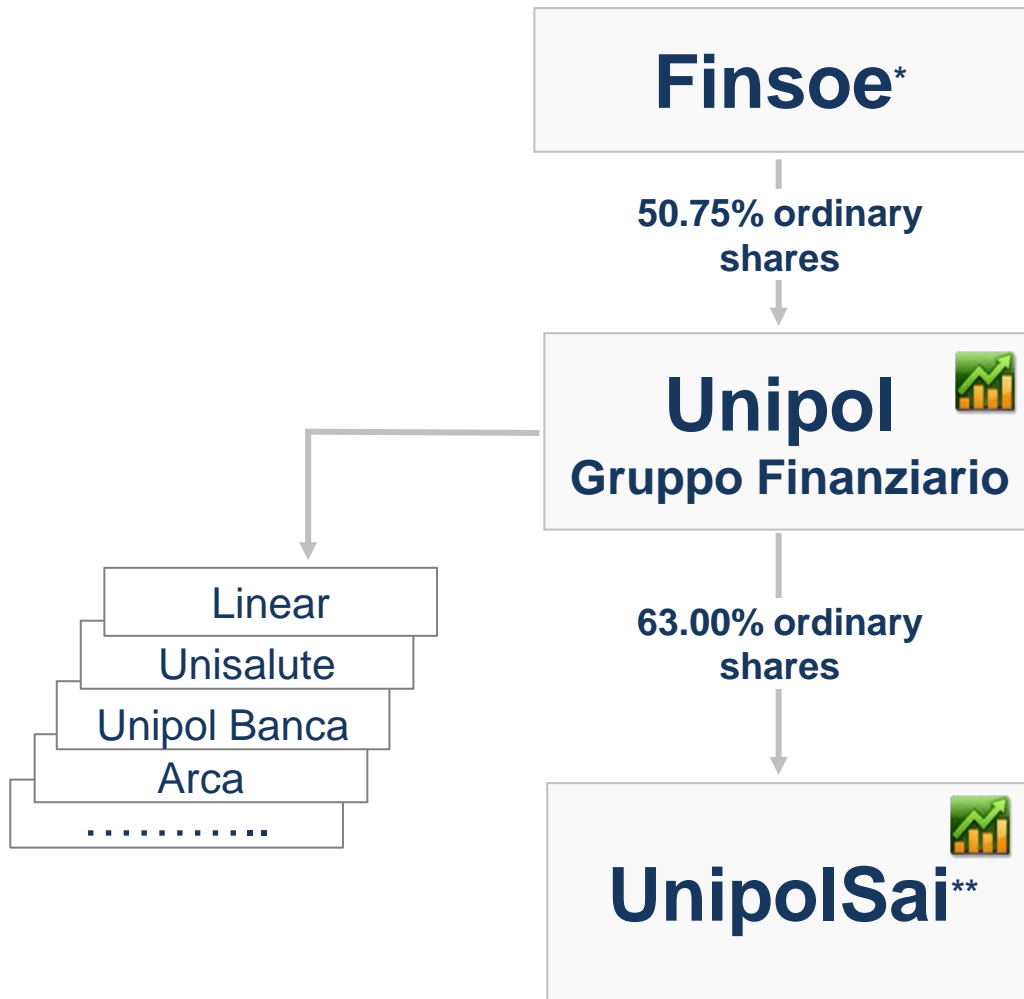 Finsoe*
50.75% ordinary
shares
Unipol
Gruppo Finanziario
Linear
Unisalute
Unipol Banca
Arca
...........
63.00% ordinary
shares
UnipolSai**